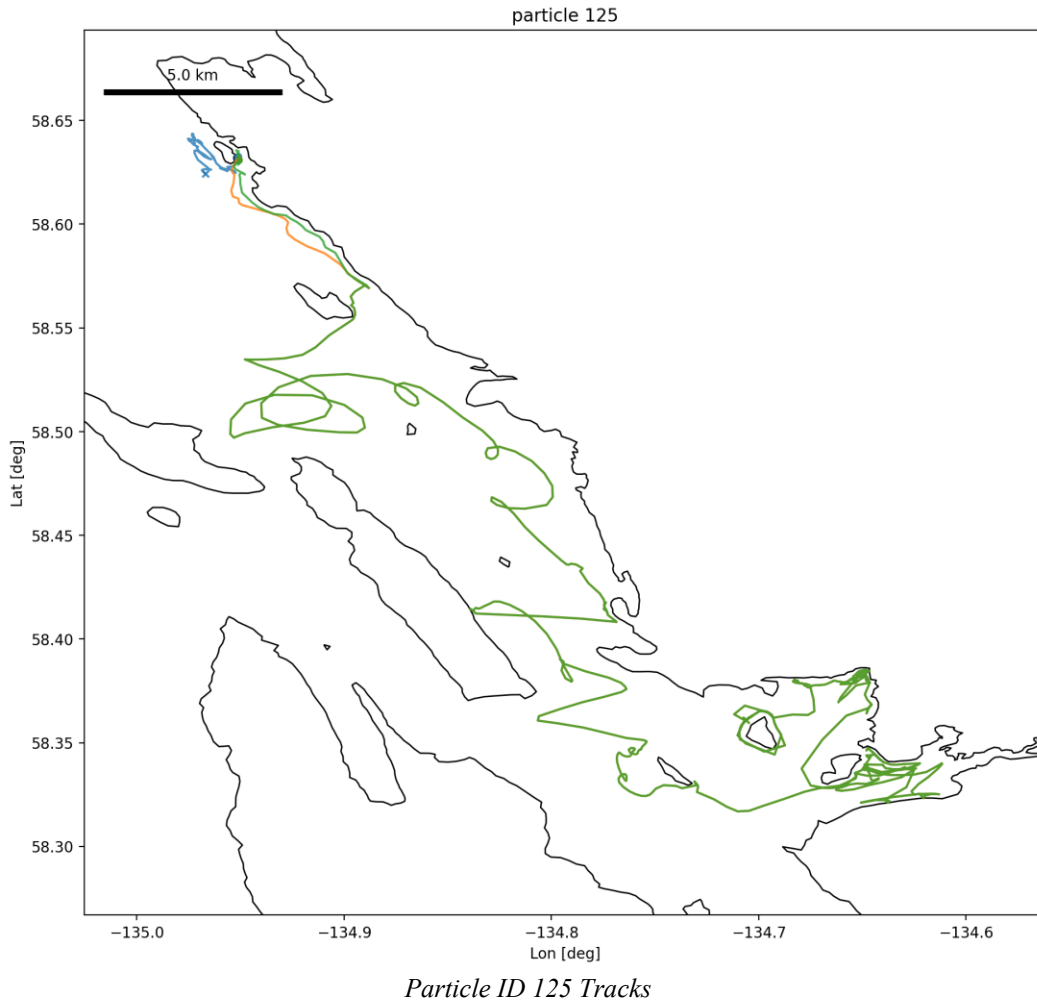 particle 125
5.0 km
58.65
58.60
58.55
58.50
58.45
58.40
58.35
58.30
Lat [deg]
−135.0 −134.9 −134.8 −134.7 −134.6
Lon [deg]
Particle ID 125 Tracks